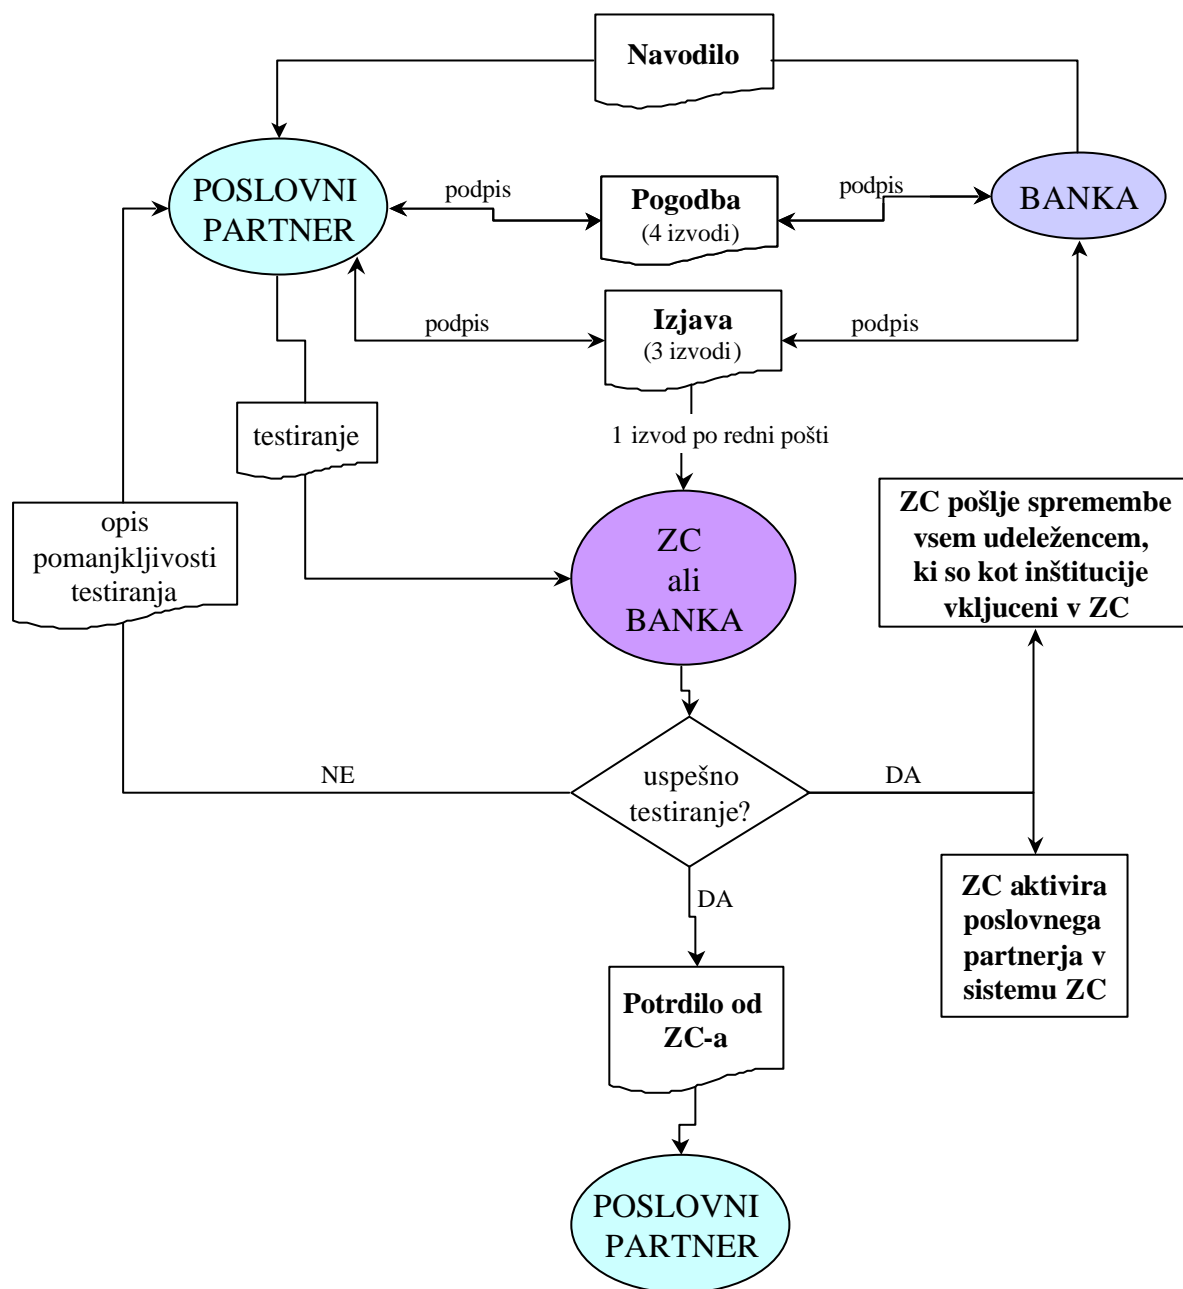 Navodilo
POSLOVNI
PARTNER
podpis
Pogodba
(4 izvodi)
podpis
BANKA
podpis
Izjava
(3 izvodi)
podpis
testiranje
1 izvod po redni pošti
opis
pomanjkljivosti
testiranja
ZC
ali
BANKA
ZC pošlje spremembe
vsem udeležencem,
ki so kot inštitucije
vkljuceni v ZC
NE
uspešno
testiranje?
DA
DA
ZC aktivira
poslovnega
partnerja v
sistemu ZC
Potrdilo od
ZC-a
POSLOVNI
PARTNER